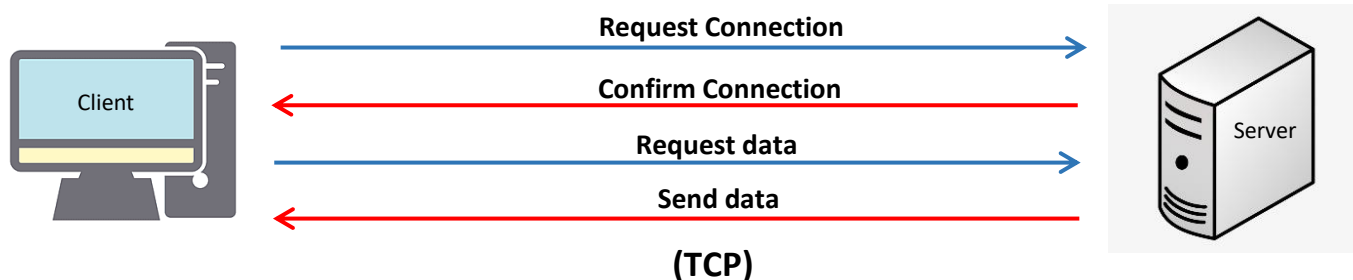 Request Connection
Confirm Connection
Client
Server
Request data
Send data
(TCP)